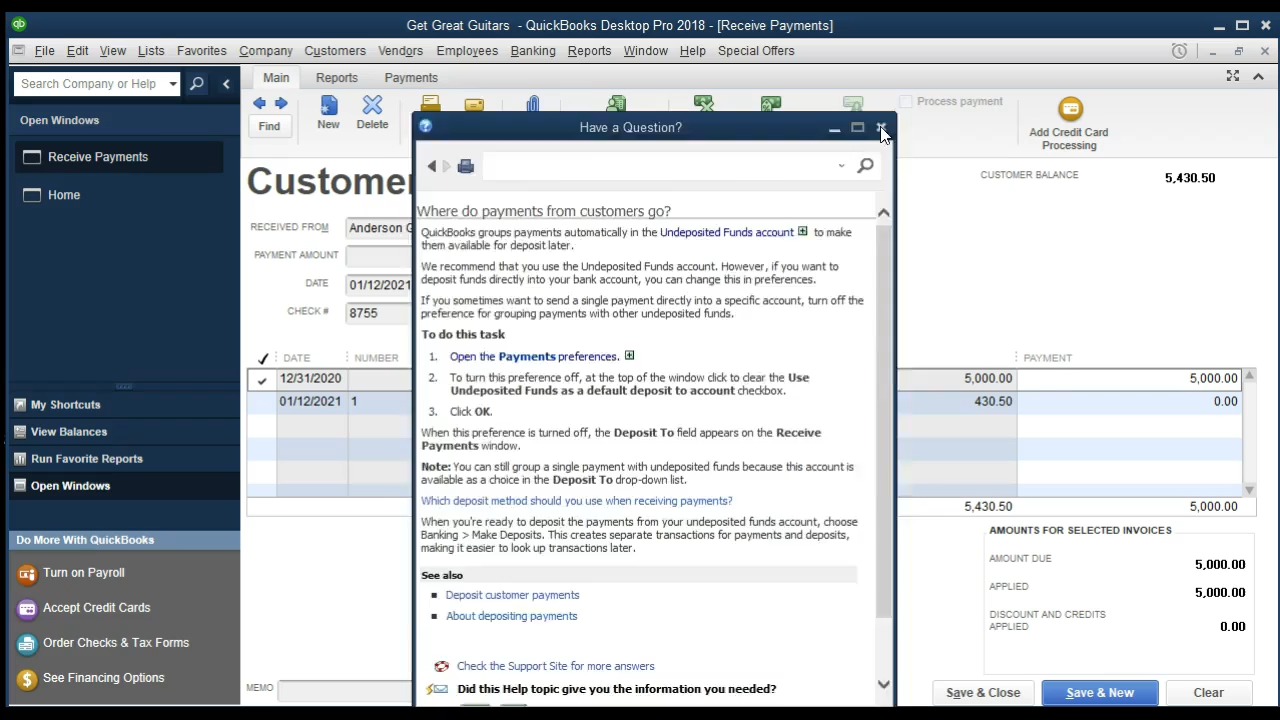 Get Great Guitars - QuickBooks Desktop Pro 2018 - [Receive Payments]
File Edit View Lists Favorites Company Customers Vendors Employees Banking Reports Window Help Special Offers
Search Company or Help
Main Reports Payments
Open Windows
Receive Payments
Home
My Shortcuts
View Balances
Run Favorite Reports
Open Windows
Do More With QuickBooks
Turn on Payroll
Accept Credit Cards
Order Checks & Tax Forms
See Financing Options
Find
New
Delete
Process payment
Add Credit Card
Processing
Customer
CUSTOMER BALANCE 5,430.50
RECEIVED FROM Anderson G
PAYMENT AMOUNT
DATE 01/12/2021
CHECK # 8755
DATE NUMBER PAYMENT
12/31/2020 5,000.00 5,000.00
01/12/2021 1 430.50 0.00
5,430.50 5,000.00
AMOUNTS FOR SELECTED INVOICES
AMOUNT DUE 5,000.00
APPLIED 5,000.00
DISCOUNT AND CREDITS
APPLIED 0.00
MEMO
Save & Close Save & New Clear
Have a Question?
Where do payments from customers go?
QuickBooks groups payments automatically in the Undeposited Funds account to make
them available for deposit later.
We recommend that you use the Undeposited Funds account. However, if you want to
deposit funds directly into your bank account, you can change this in preferences.
If you sometimes want to send a single payment directly into a specific account, turn off the
preference for grouping payments with other undeposited funds.
To do this task
1. Open the Payments preferences.
2. To turn this preference off, at the top of the window click to clear the Use
Undeposited Funds as a default deposit to account checkbox.
3. Click OK.
When this preference is turned off, the Deposit To field appears on the Receive
Payments window.
Note: You can still group a single payment with undeposited funds because this account is
available as a choice in the Deposit To drop-down list.
Which deposit method should you use when receiving payments?
When you're ready to deposit the payments from your undeposited funds account, choose
Banking > Make Deposits. This creates separate transactions for payments and deposits,
making it easier to look up transactions later.
See also
Deposit customer payments
About depositing payments
Check the Support Site for more answers
Did this Help topic give you the information you needed?